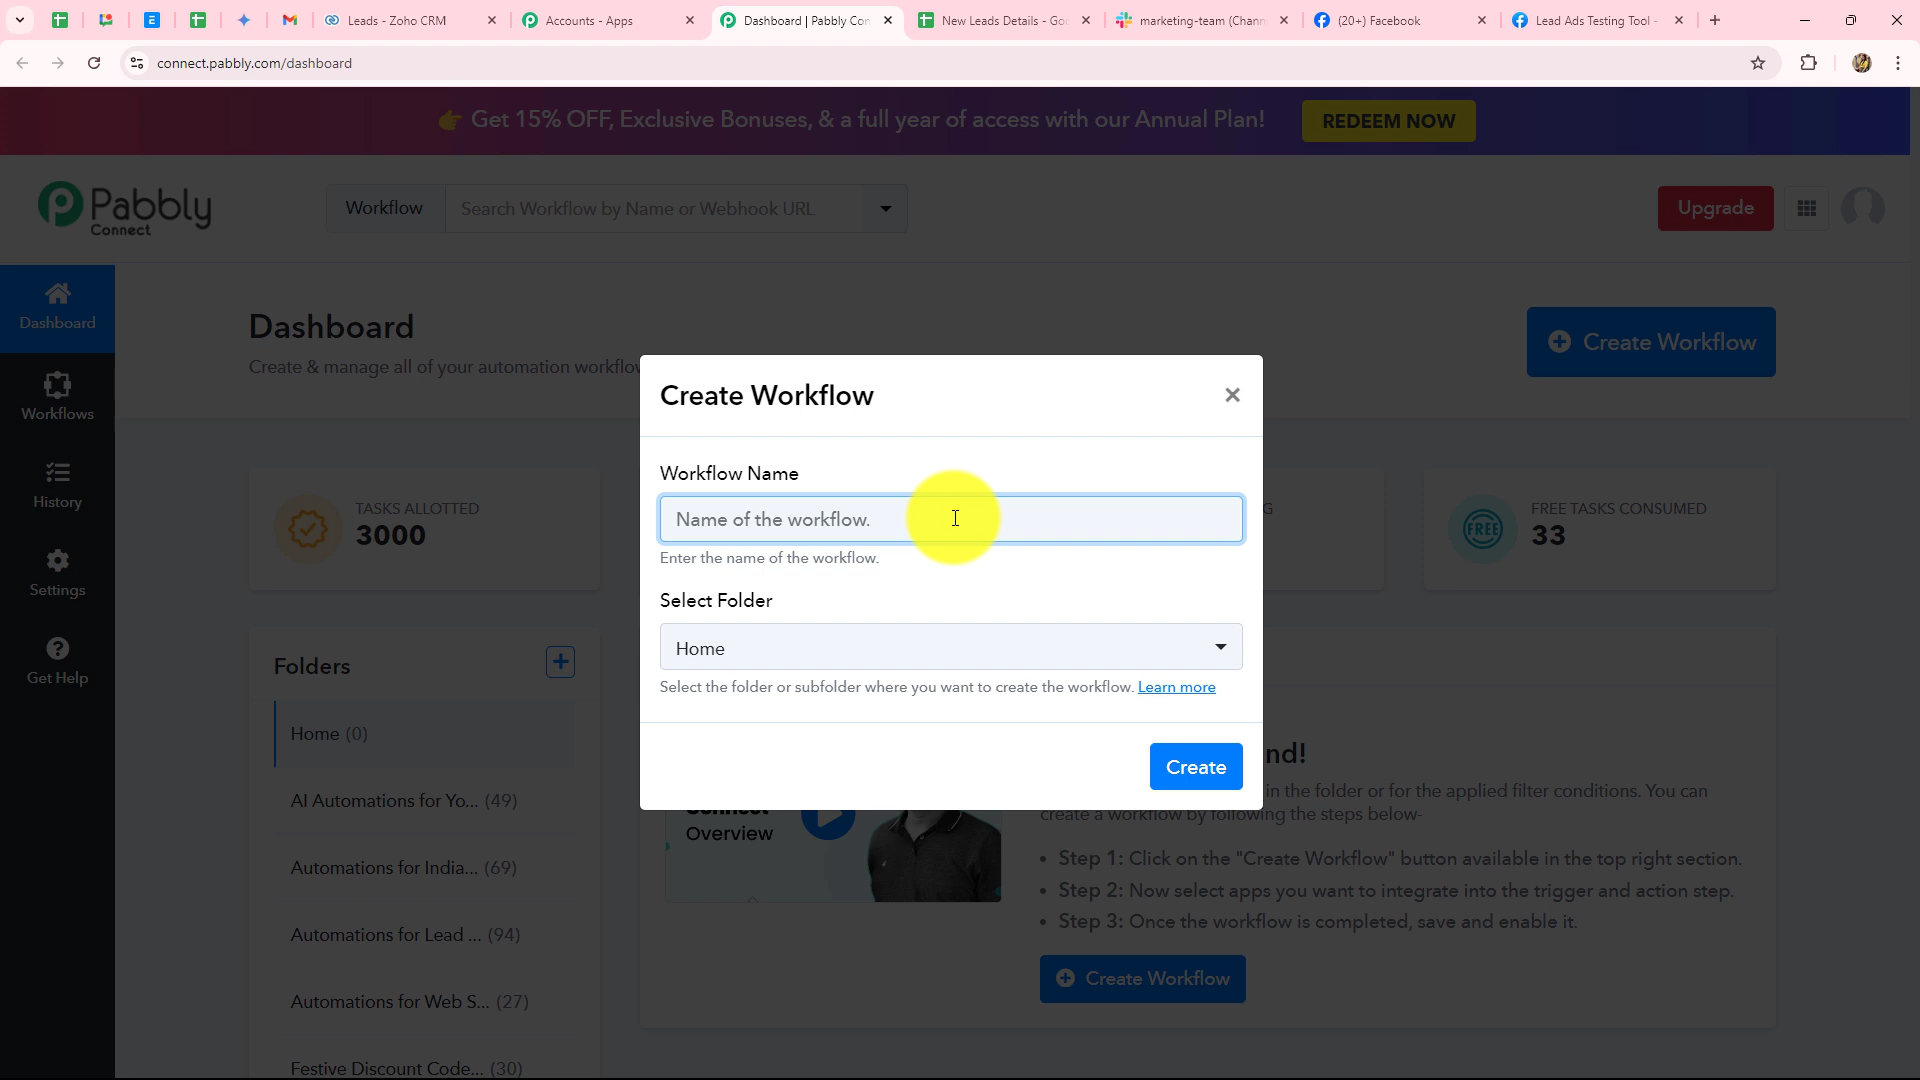 Leads - Zoho CRM
Accounts - Apps
Dashboard | Pabbly Con
New Leads Details - Goo
marketing-team (Chann
(20+) Facebook
Lead Ads Testing Tool -
connect.pabbly.com/dashboard
Get 15% OFF, Exclusive Bonuses, & a full year of access with our Annual Plan!
REDEEM NOW
Pabbly
Connect
Workflow
Search Workflow by Name or Webhook URL
Upgrade
Dashboard
Workflows
History
Settings
Get Help
Dashboard
Create & manage all of your automation workflow
Create Workflow
TASKS ALLOTTED
3000
G
FREE TASKS CONSUMED
FREE
33
Create Workflow
Workflow Name
Name of the workflow.
Enter the name of the workflow.
Select Folder
Home
Select the folder or subfolder where you want to create the workflow. Learn more
Create
Folders
Home (0)
AI Automations for Yo... (49)
Automations for India... (69)
Automations for Lead ... (94)
Automations for Web S... (27)
Festive Discount Code... (30)
Connect
Overview
nd!
in the folder or for the applied filter conditions. You can
create a workflow by following the steps below-
• Step 1: Click on the "Create Workflow" button available in the top right section.
• Step 2: Now select apps you want to integrate into the trigger and action step.
• Step 3: Once the workflow is completed, save and enable it.
Create Workflow